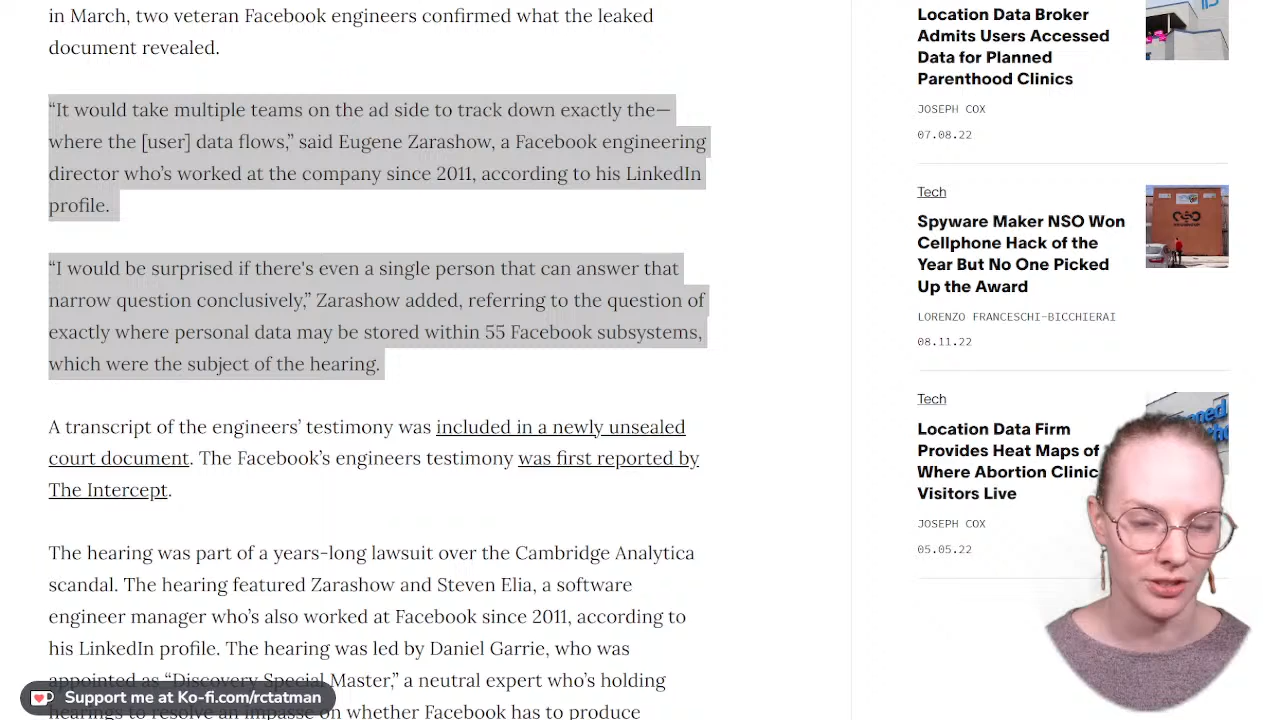 in March, two veteran Facebook engineers confirmed what the leaked
document revealed.
“It would take multiple teams on the ad side to track down exactly the—
where the [user] data flows,” said Eugene Zarashow, a Facebook engineering
director who’s worked at the company since 2011, according to his LinkedIn
profile.
“I would be surprised if there's even a single person that can answer that
narrow question conclusively,” Zarashow added, referring to the question of
exactly where personal data may be stored within 55 Facebook subsystems,
which were the subject of the hearing.
A transcript of the engineers’ testimony was included in a newly unsealed
court document. The Facebook’s engineers testimony was first reported by
The Intercept.
The hearing was part of a years-long lawsuit over the Cambridge Analytica
scandal. The hearing featured Zarashow and Steven Elia, a software
engineer manager who’s also worked at Facebook since 2011, according to
his LinkedIn profile. The hearing was led by Daniel Garrie, who was
appointed as “Discovery Special Master,” a neutral expert who’s holding
hearings to resolve an impasse on whether Facebook has to produce
Support me at Ko-fi.com/rctatman
Location Data Broker
Admits Users Accessed
Data for Planned
Parenthood Clinics
JOSEPH COX
07.08.22
Tech
Spyware Maker NSO Won
Cellphone Hack of the
Year But No One Picked
Up the Award
LORENZO FRANCESCHI-BICCHIERAI
08.11.22
Tech
Location Data Firm
Provides Heat Maps of
Where Abortion Clinic
Visitors Live
JOSEPH COX
05.05.22